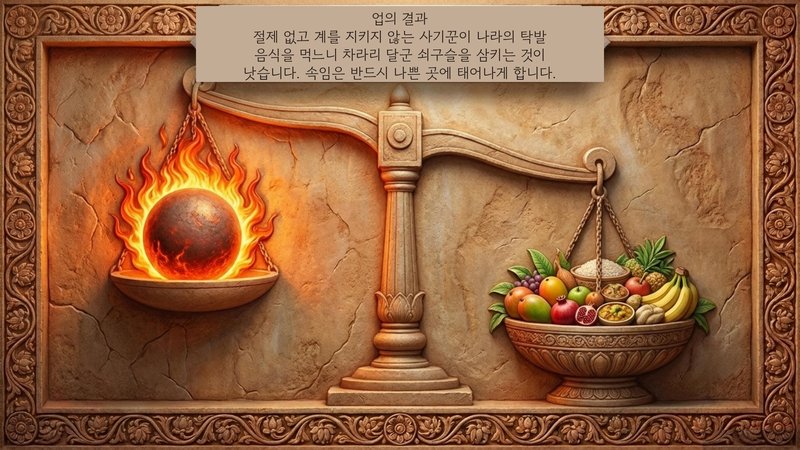 업의 결과
절제 없고 계를 지키지 않는 사기꾼이 나라의 탁발
음식을 먹느니 차라리 달군 쇠구슬을 삼키는 것이
낫습니다. 속임은 반드시 나쁜 곳에 태어나게 합니다.